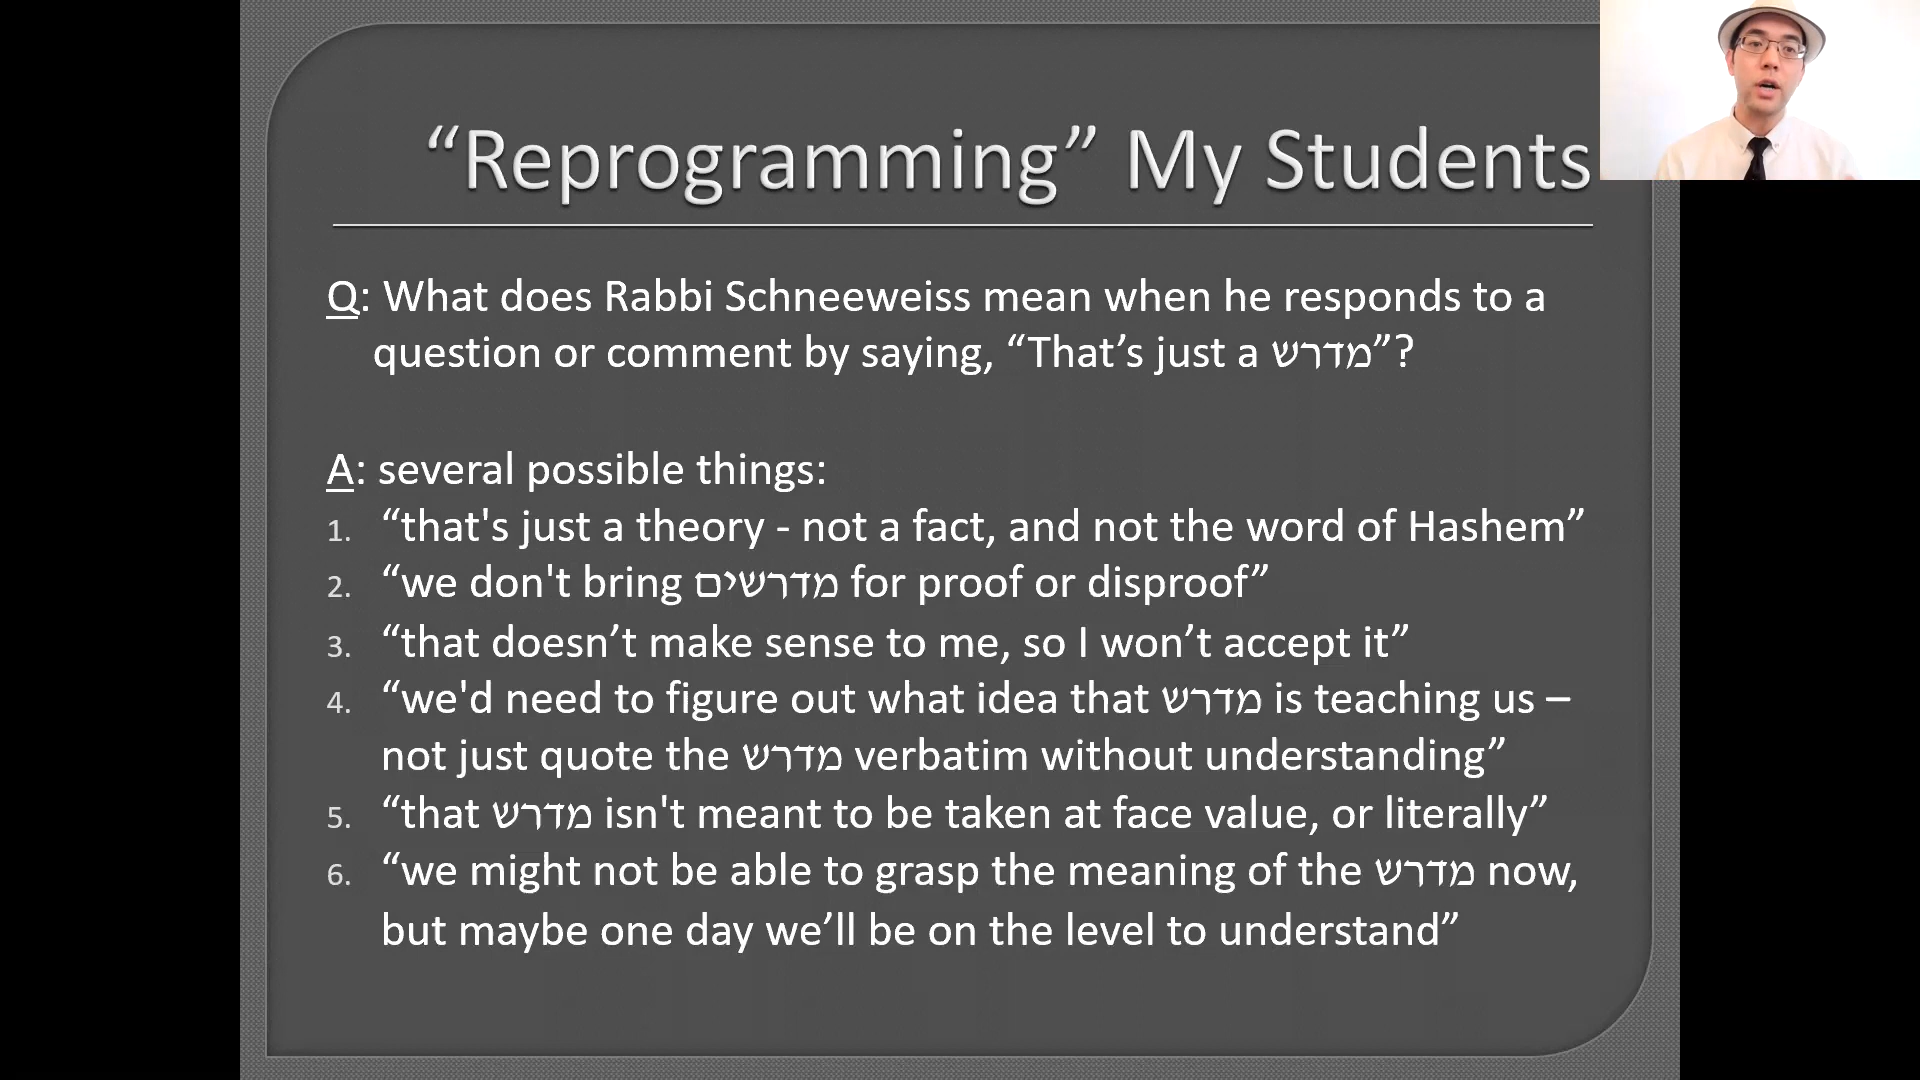 “Reprogramming” My Students
Q: What does Rabbi Schneeweiss mean when he responds to a
question or comment by saying, “That’s just a מדרש”?
A: several possible things:
1. “that's just a theory - not a fact, and not the word of Hashem”
2. “we don't bring מדרשים for proof or disproof”
3. “that doesn’t make sense to me, so I won’t accept it”
4. “we'd need to figure out what idea that מדרש is teaching us –
not just quote the מדרש verbatim without understanding”
5. “that מדרש isn't meant to be taken at face value, or literally”
6. “we might not be able to grasp the meaning of the מדרש now,
but maybe one day we’ll be on the level to understand”